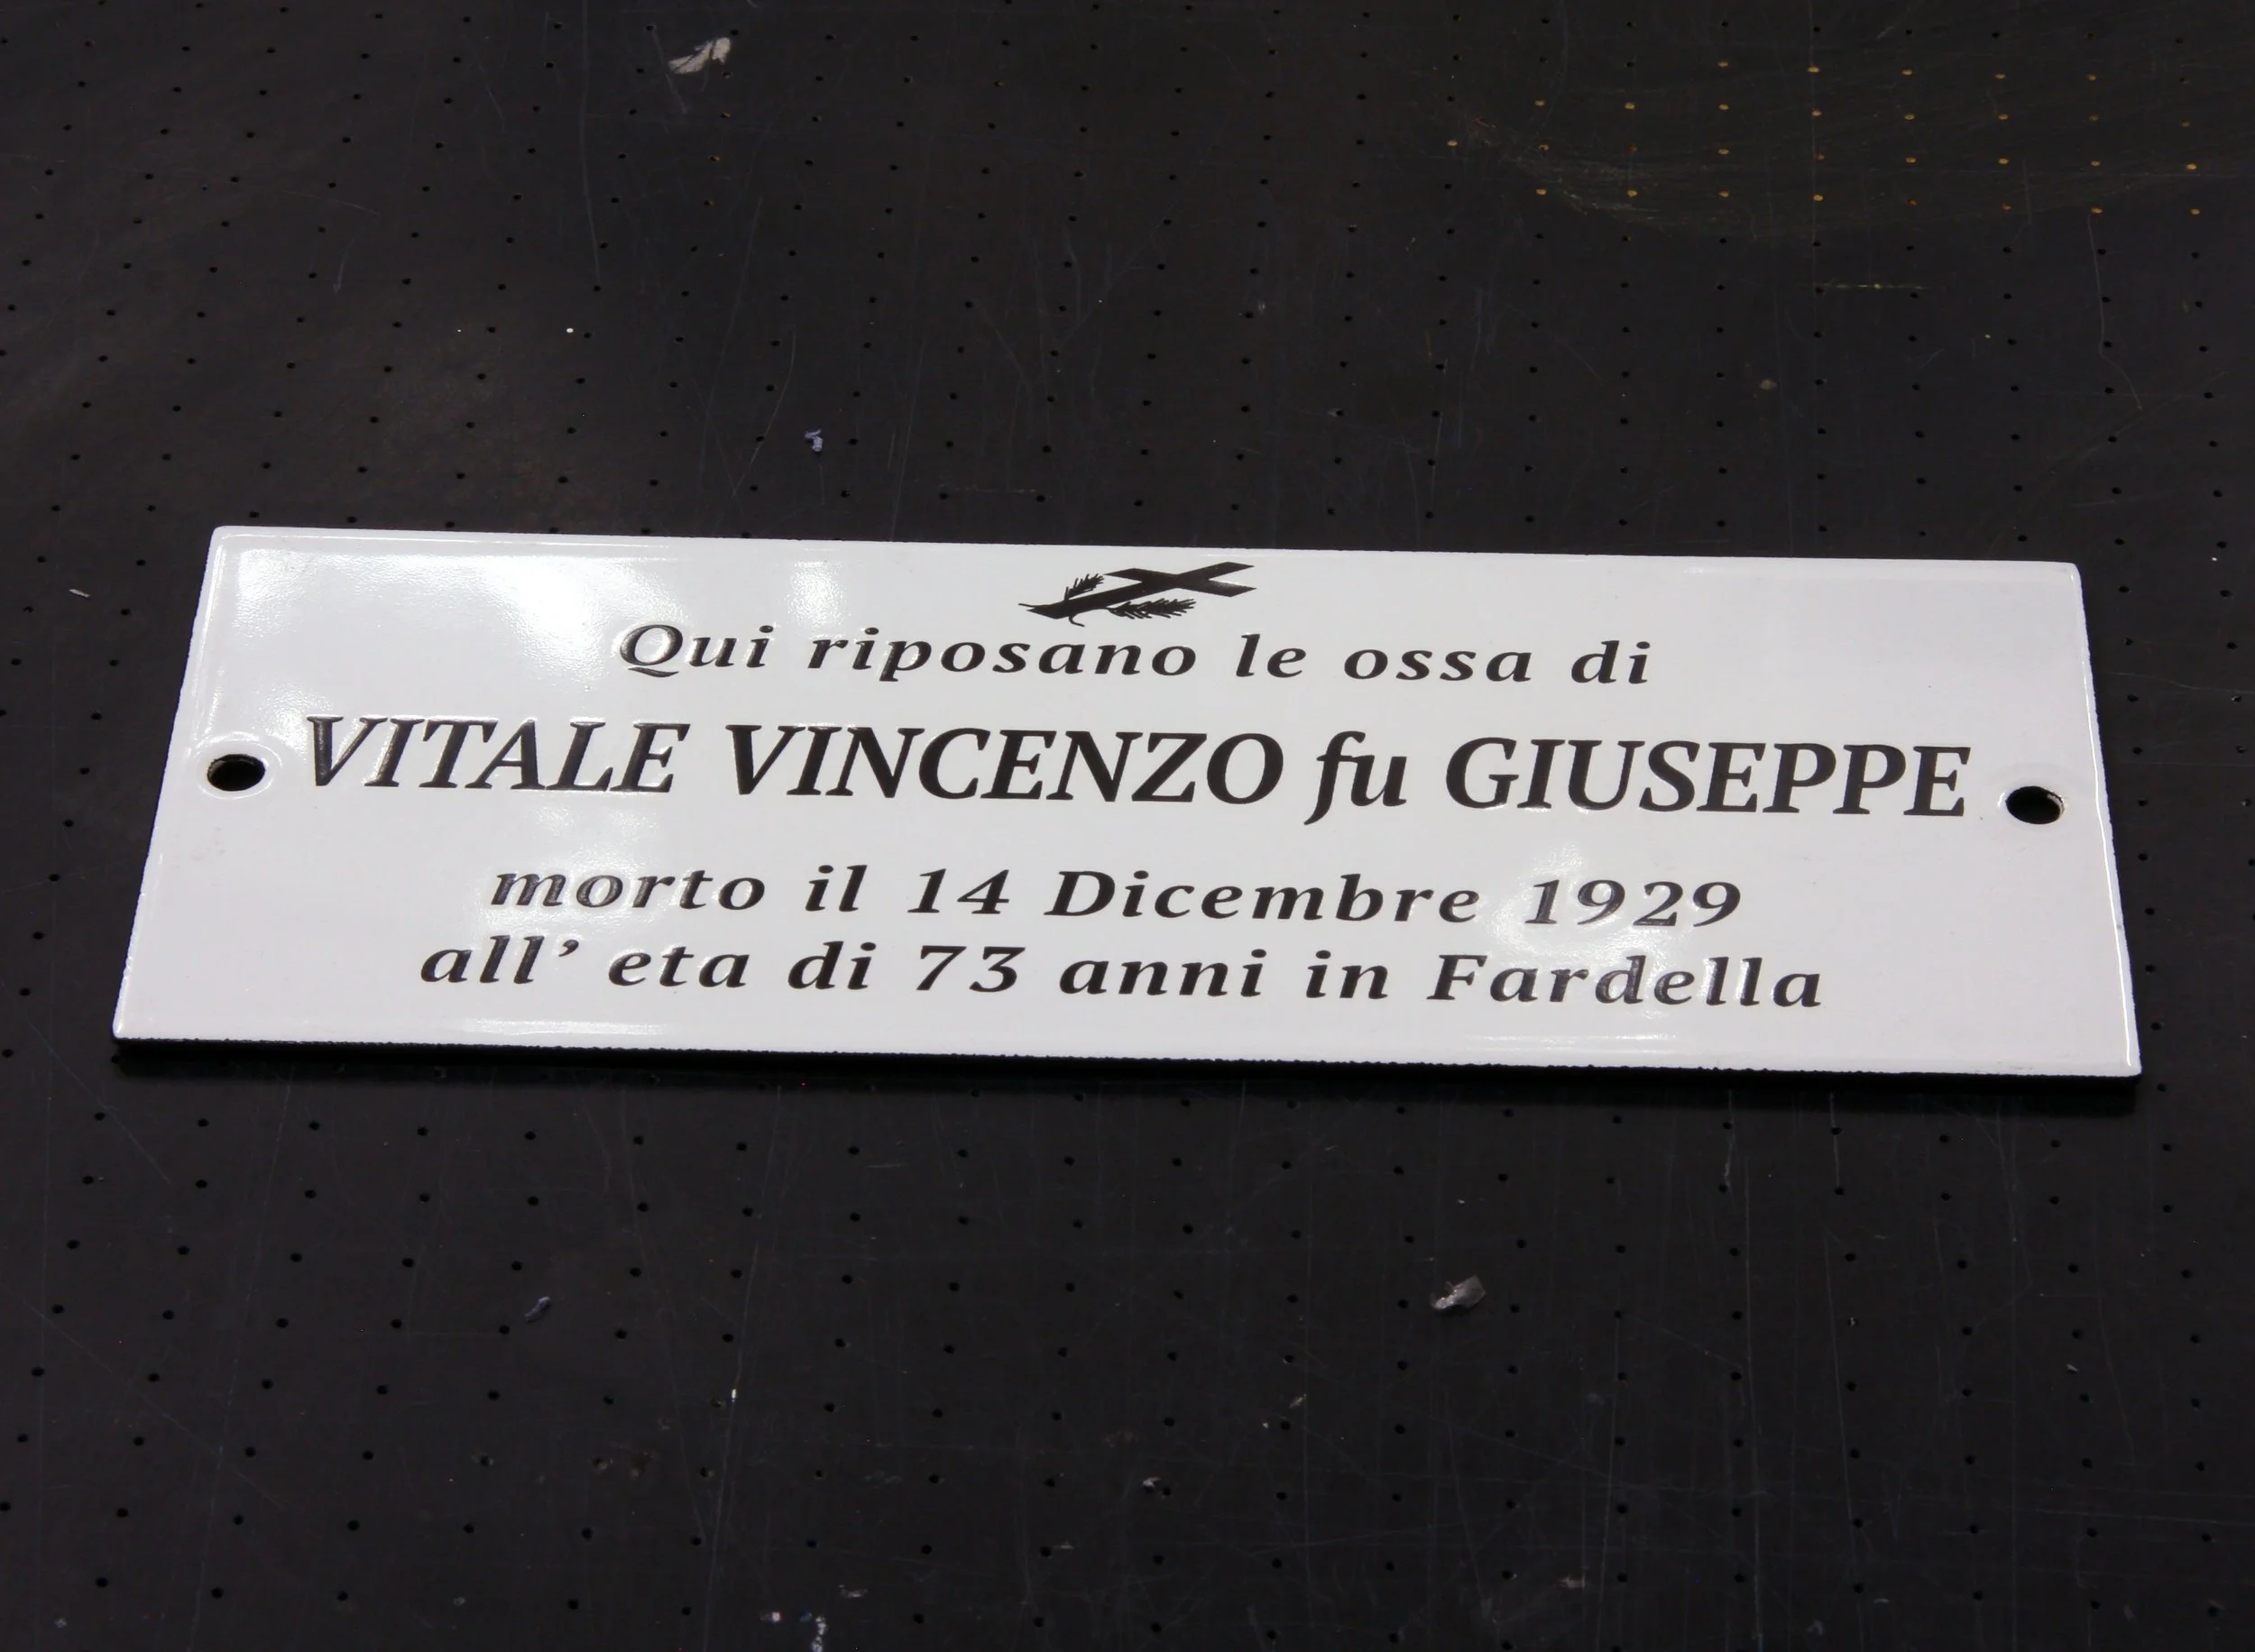 Qui riposano le ossa di
VITALE VINCENZO fu GIUSEPPE
morto il 14 Dicembre 1929
all’ eta di 73 anni in Fardella